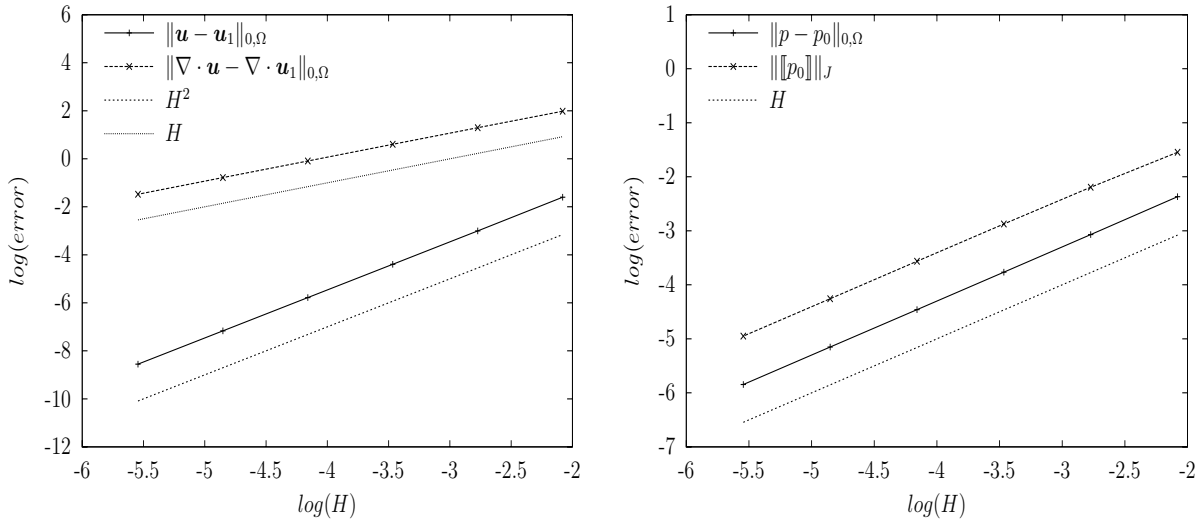 6
4
2
0
-2
-4
-6
-8
-10
-12
-6 -5.5 -5 -4.5 -4 -3.5 -3 -2.5 -2
log(error)
log(H)
‖u − u₁‖₀,Ω
‖∇ · u − ∇ · u₁‖₀,Ω
H²
H
1
0
-1
-2
-3
-4
-5
-6
-7
-6 -5.5 -5 -4.5 -4 -3.5 -3 -2.5 -2
log(error)
log(H)
‖p − p₀‖₀,Ω
‖⟦p₀⟧‖J
H